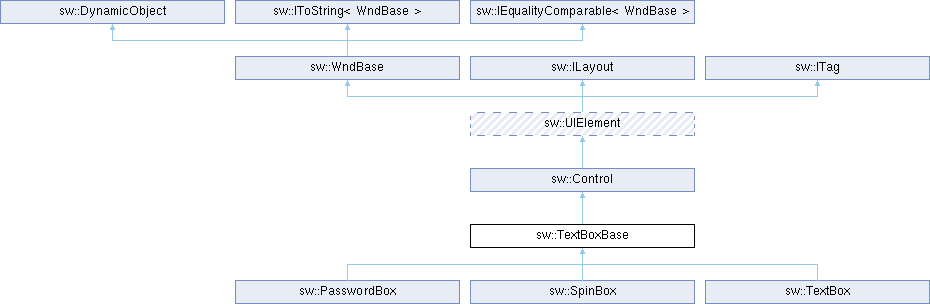 sw::DynamicObject
sw::IToString< WndBase >
sw::IEqualityComparable< WndBase >
sw::WndBase
sw::ILayout
sw::ITag
sw::UIElement
sw::Control
sw::TextBoxBase
sw::PasswordBox
sw::SpinBox
sw::TextBox